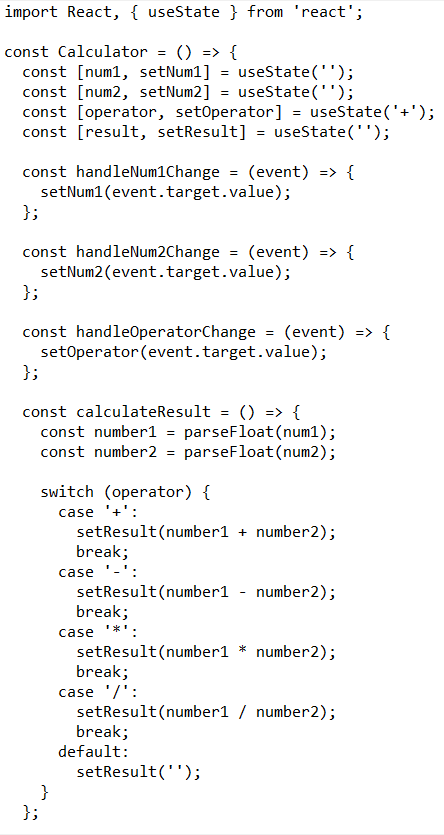 import React, { useState } from 'react';

const Calculator = () => {
  const [num1, setNum1] = useState('');
  const [num2, setNum2] = useState('');
  const [operator, setOperator] = useState('+');
  const [result, setResult] = useState('');

  const handleNum1Change = (event) => {
    setNum1(event.target.value);
  };

  const handleNum2Change = (event) => {
    setNum2(event.target.value);
  };

  const handleOperatorChange = (event) => {
    setOperator(event.target.value);
  };

  const calculateResult = () => {
    const number1 = parseFloat(num1);
    const number2 = parseFloat(num2);

    switch (operator) {
      case '+':
        setResult(number1 + number2);
        break;
      case '-':
        setResult(number1 - number2);
        break;
      case '*':
        setResult(number1 * number2);
        break;
      case '/':
        setResult(number1 / number2);
        break;
      default:
        setResult('');
    }
  };